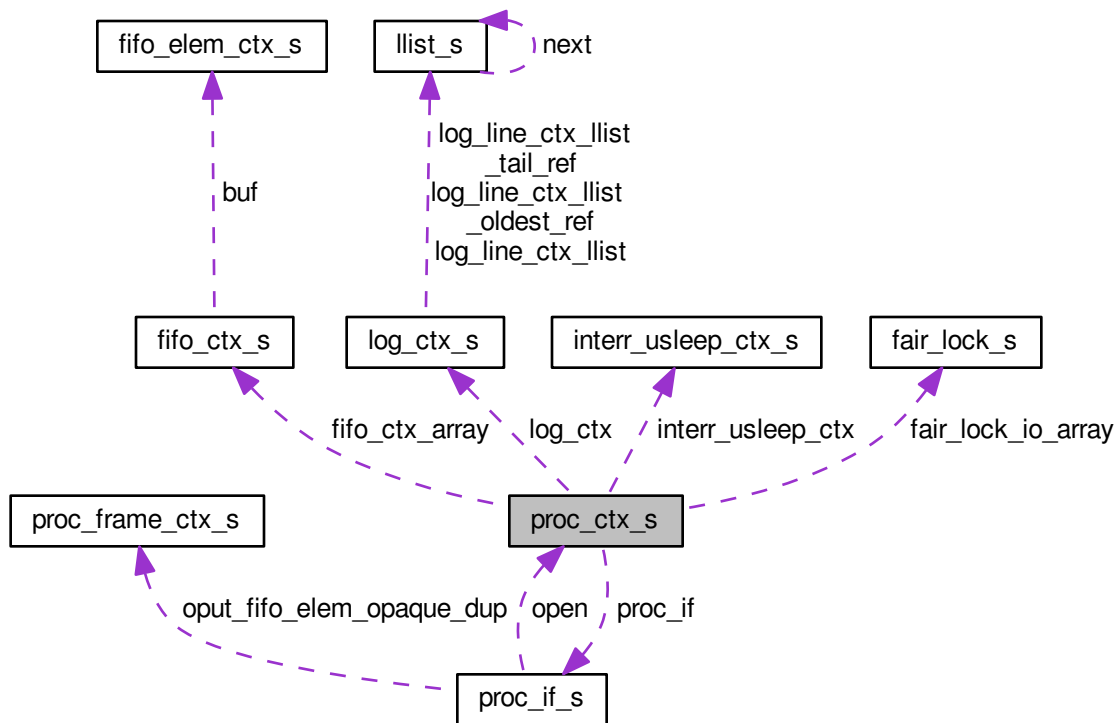 fifo_elem_ctx_s
llist_s
next
log_line_ctx_llist
_tail_ref
log_line_ctx_llist
_oldest_ref
log_line_ctx_llist
buf
fifo_ctx_s
log_ctx_s
interr_usleep_ctx_s
fair_lock_s
fifo_ctx_array
log_ctx
interr_usleep_ctx
fair_lock_io_array
proc_frame_ctx_s
proc_ctx_s
oput_fifo_elem_opaque_dup
open
proc_if
proc_if_s